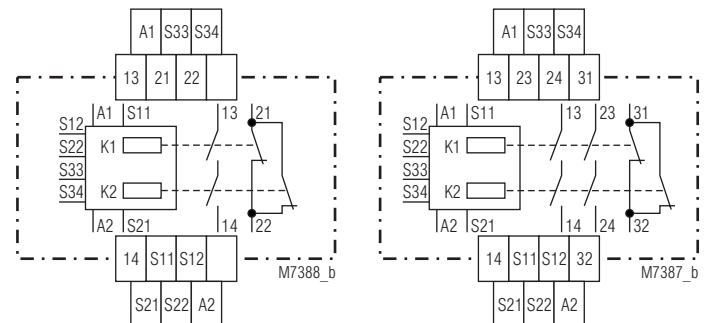 A1 S33 S34
13 21 22
A1 S11 13 21
S12
K1
S22
S33
K2
S34
A2 S21 14 22
14 S11 S12
M7388_b
S21 S22 A2
A1 S33 S34
13 23 24 31
A1 S11 13 23 31
S12
K1
S22
S33
K2
S34
A2 S21 14 24 32
14 S11 S12 32
M7387_b
S21 S22 A2